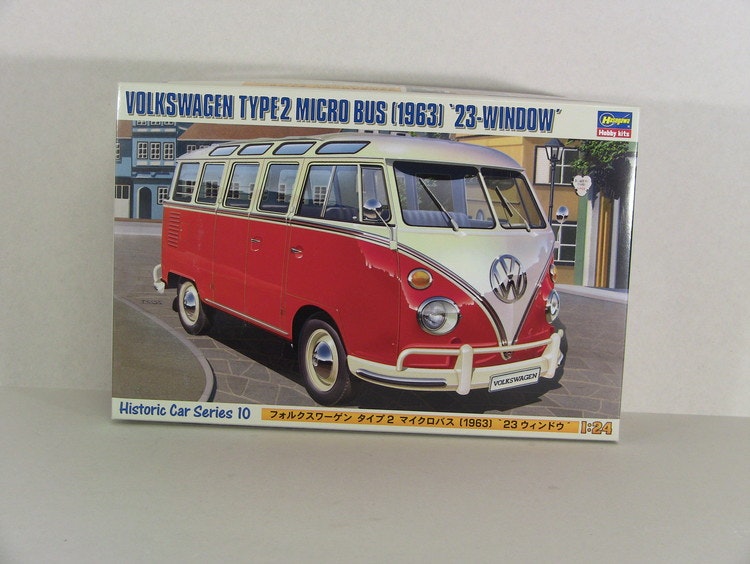 VOLKSWAGEN TYPE2 MICRO BUS (1963) "23-WINDOW"
Hasegawa
Hobby kits
VOLKSWAGEN
Historic Car Series 10
フォルクスワーゲン タイプ2 マイクロバス (1963) "23 ウィンドウ"
1:24